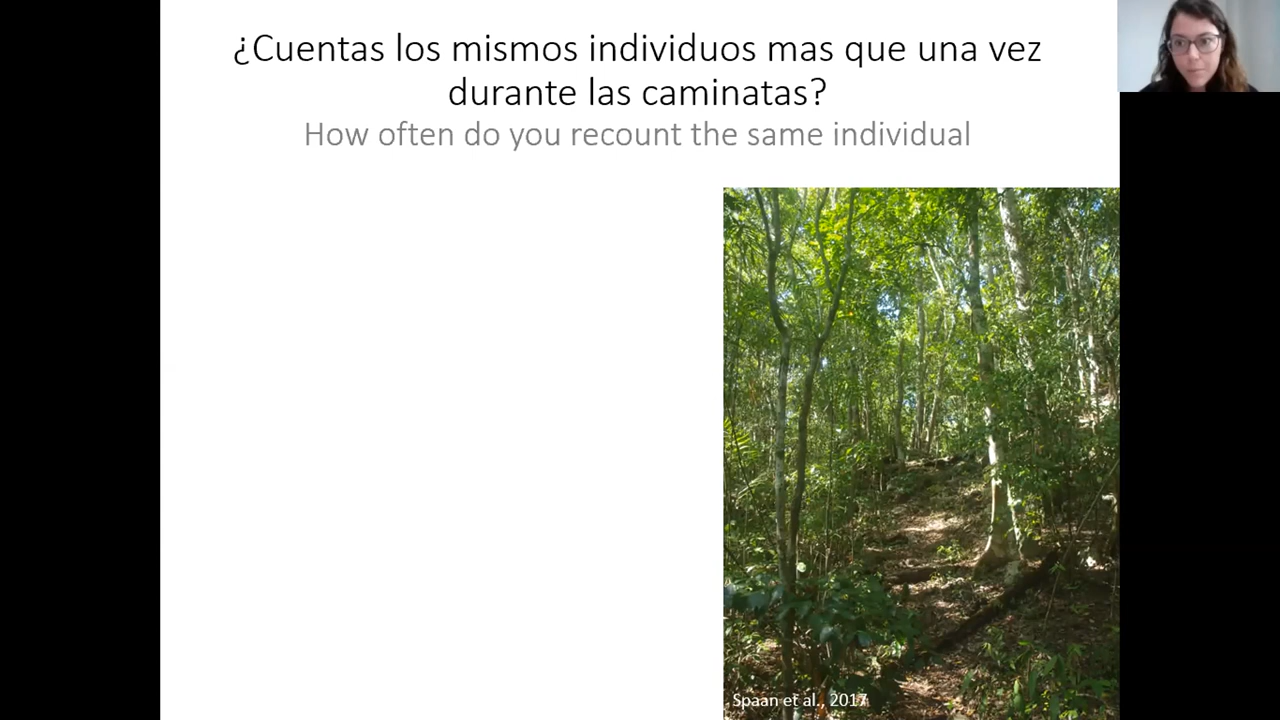 ¿Cuentas los mismos individuos mas que una vez
durante las caminatas?
How often do you recount the same individual
Spaan et al., 2017